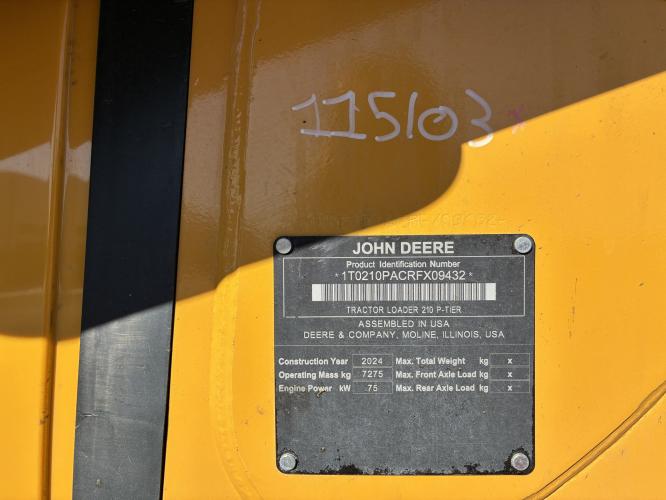 115103
JOHN DEERE
Product Identification Number
*1T0210PACRFX09432*
TRACTOR LOADER 210 P-TIER
ASSEMBLED IN USA
DEERE & COMPANY, MOLINE, ILLINOIS, USA
Construction Year 2024 Max. Total Weight kg x
Operating Mass kg 7275 Max. Front Axle Load kg x
Engine Power kW 75 Max. Rear Axle Load kg x